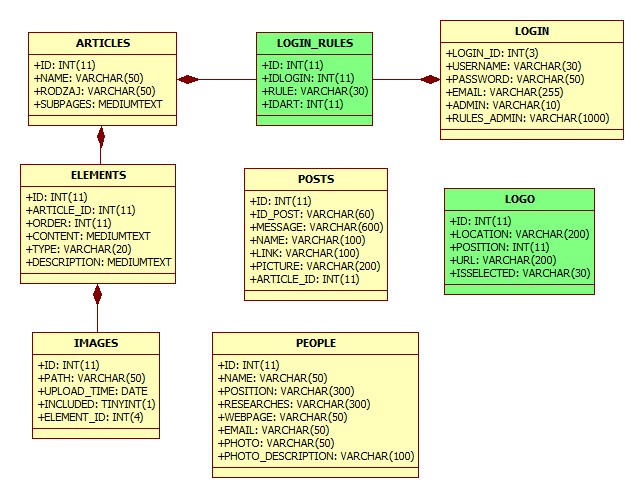 ARTICLES
+ID: INT(11)
+NAME: VARCHAR(50)
+RODZAJ: VARCHAR(50)
+SUBPAGES: MEDIUMTEXT
LOGIN_RULES
+ID: INT(11)
+IDLOGIN: INT(11)
+RULE: VARCHAR(30)
+IDART: INT(11)
LOGIN
+LOGIN_ID: INT(3)
+USERNAME: VARCHAR(30)
+PASSWORD: VARCHAR(50)
+EMAIL: VARCHAR(255)
+ADMIN: VARCHAR(10)
+RULES_ADMIN: VARCHAR(1000)
ELEMENTS
+ID: INT(11)
+ARTICLE_ID: INT(11)
+ORDER: INT(11)
+CONTENT: MEDIUMTEXT
+TYPE: VARCHAR(20)
+DESCRIPTION: MEDIUMTEXT
POSTS
+ID: INT(11)
+ID_POST: VARCHAR(60)
+MESSAGE: VARCHAR(600)
+NAME: VARCHAR(100)
+LINK: VARCHAR(100)
+PICTURE: VARCHAR(200)
+ARTICLE_ID: INT(11)
LOGO
+ID: INT(11)
+LOCATION: VARCHAR(200)
+POSITION: INT(11)
+URL: VARCHAR(200)
+ISSELECTED: VARCHAR(30)
IMAGES
+ID: INT(11)
+PATH: VARCHAR(50)
+UPLOAD_TIME: DATE
+INCLUDED: TINYINT(1)
+ELEMENT_ID: INT(4)
PEOPLE
+ID: INT(11)
+NAME: VARCHAR(50)
+POSITION: VARCHAR(300)
+RESEARCHES: VARCHAR(300)
+WEBPAGE: VARCHAR(50)
+EMAIL: VARCHAR(50)
+PHOTO: VARCHAR(50)
+PHOTO_DESCRIPTION: VARCHAR(100)